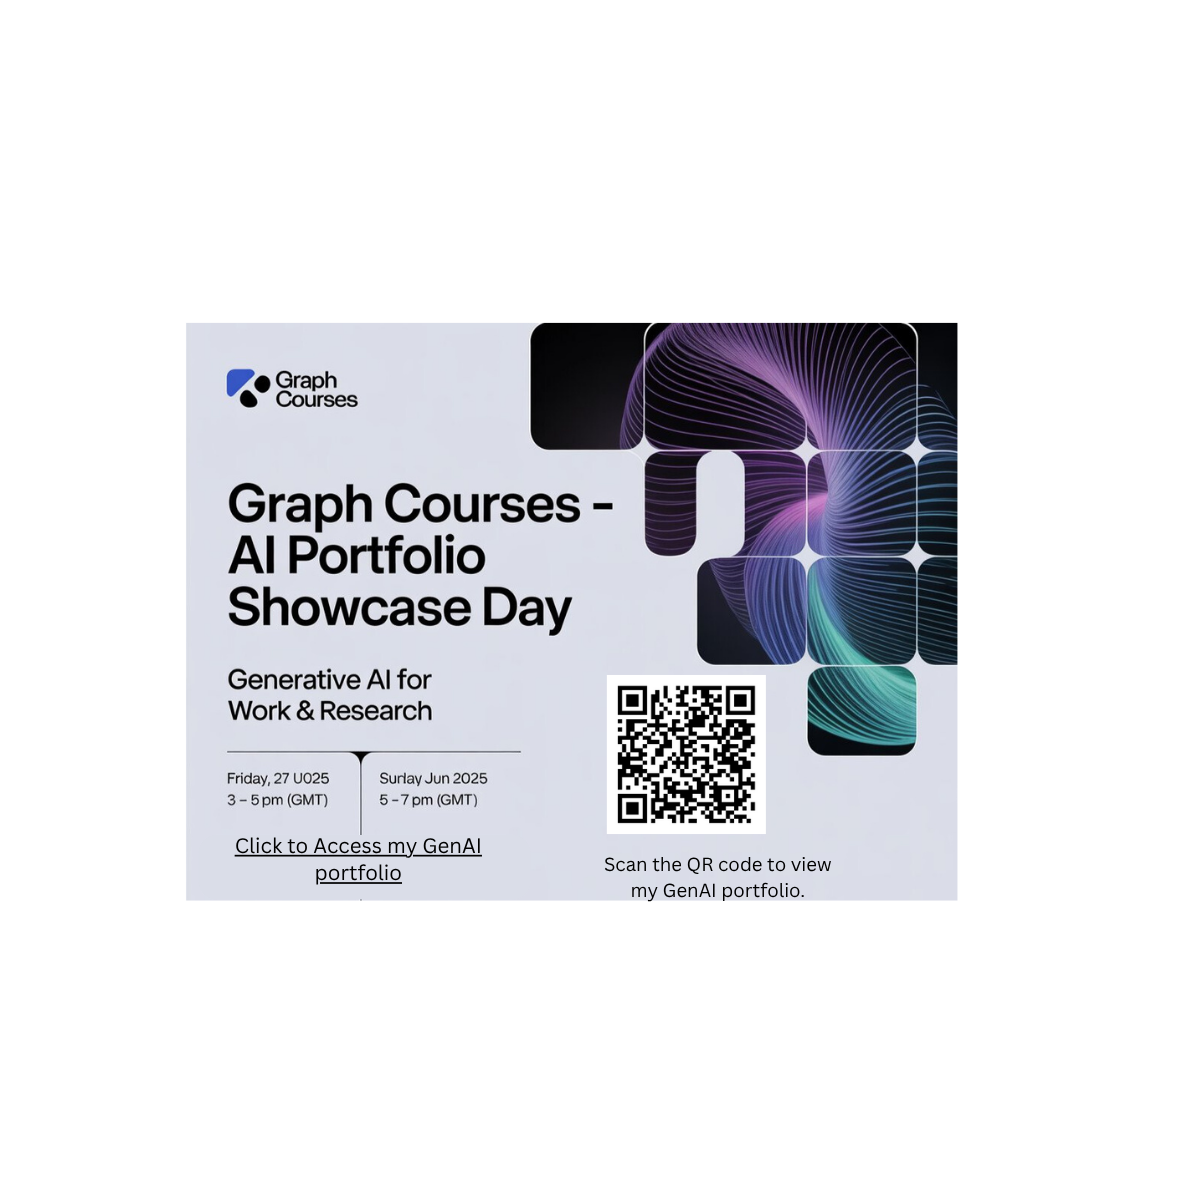 Graph
Courses
Graph Courses –
AI Portfolio
Showcase Day
Generative AI for
Work & Research
Friday, 27 U025
3 – 5 pm (GMT)
Surlay Jun 2025
5 – 7 pm (GMT)
Click to Access my GenAI
portfolio
Scan the QR code to view
my GenAI portfolio.